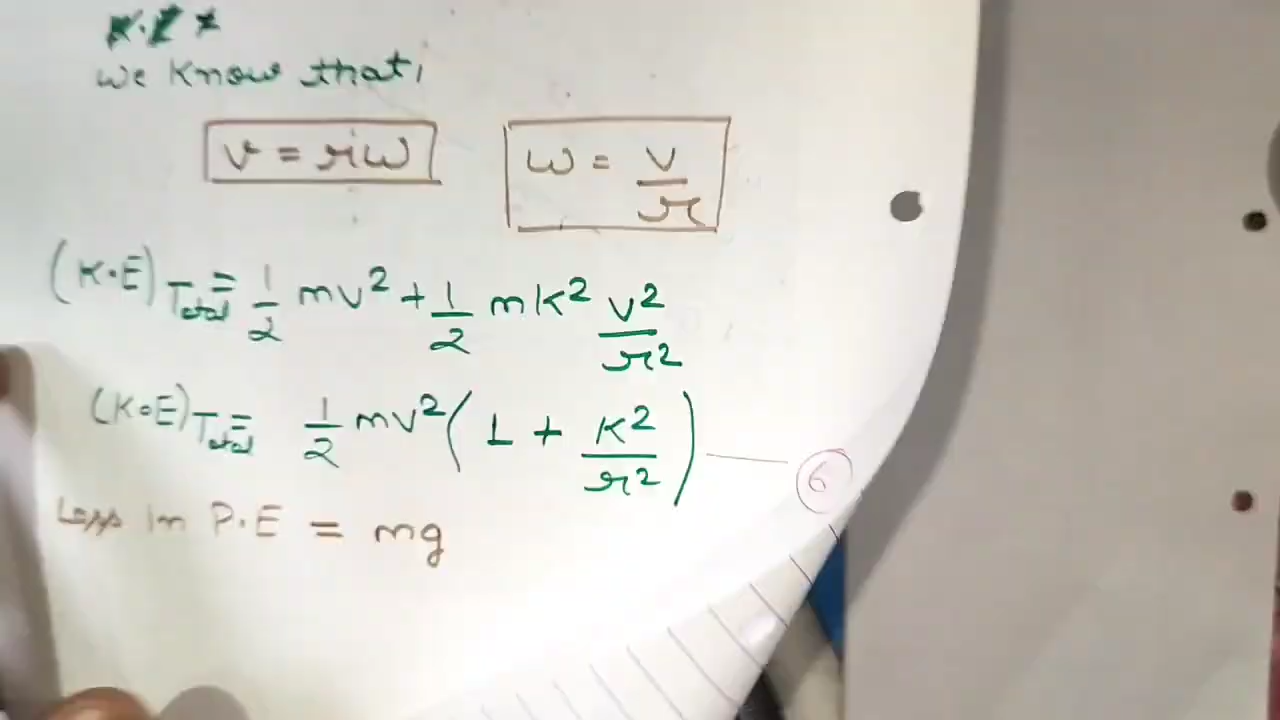 We know that,
v = rω ω = v/r
(K.E)Total = 1/2 mv² + 1/2 mk² v²/r²
(K.E)Total = 1/2 mv² (1 + k²/r²) — 6
Loss in P.E = mg